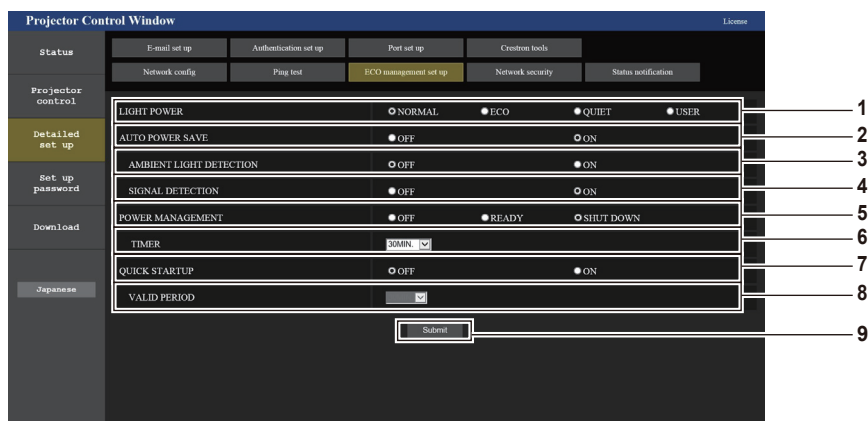 Projector Control Window License
Status
E-mail set up Authentication set up Port set up Crestron tools
Network config Ping test ECO management set up Network security Status notification
Projector
control
Detailed
set up
Set up
password
Download
Japanese
LIGHT POWER NORMAL ECO QUIET USER 1
AUTO POWER SAVE OFF ON 2
AMBIENT LIGHT DETECTION OFF ON 3
SIGNAL DETECTION OFF ON 4
POWER MANAGEMENT OFF READY SHUT DOWN 5
TIMER 30MIN. 6
QUICK STARTUP OFF ON 7
VALID PERIOD 8
Submit 9